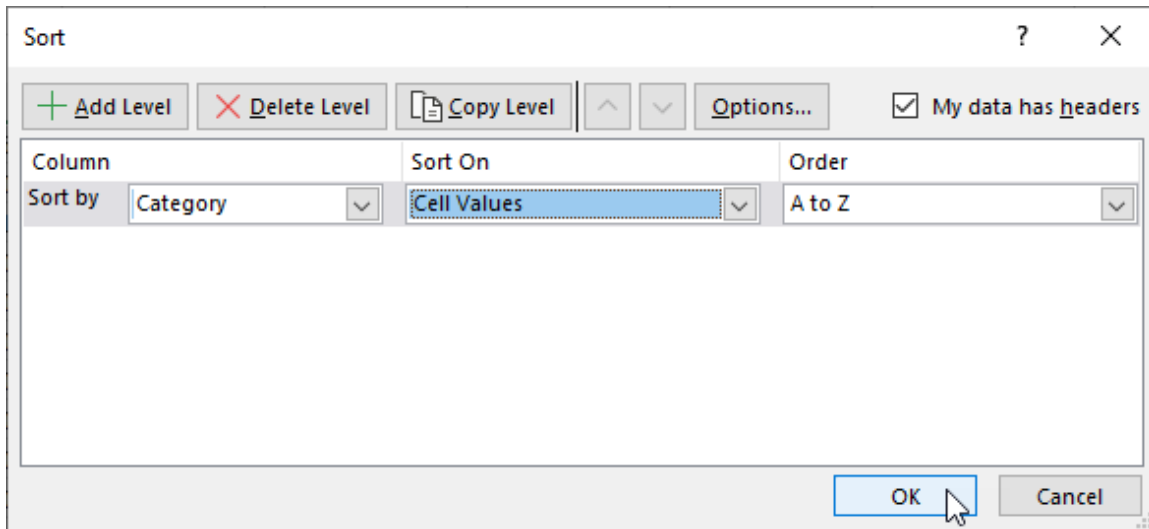 Sort ?
Add Level Delete Level Copy Level Options... My data has headers
Column Sort On Order
Sort by Category Cell Values A to Z
OK Cancel